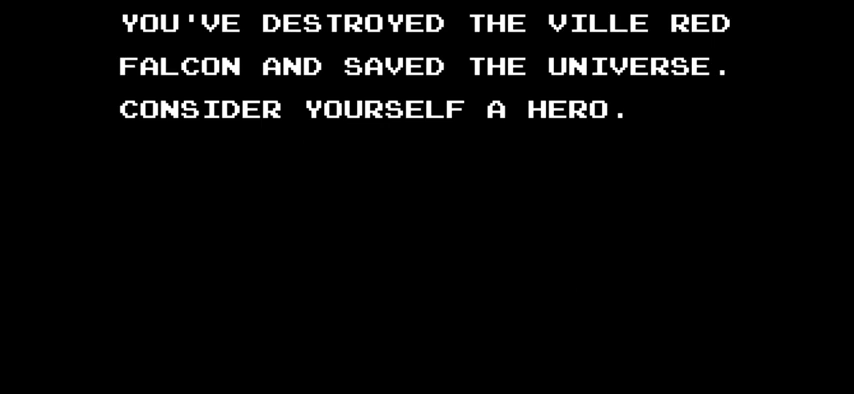 YOU'VE DESTROYED THE VILLE RED
FALCON AND SAVED THE UNIVERSE.
CONSIDER YOURSELF A HERO.